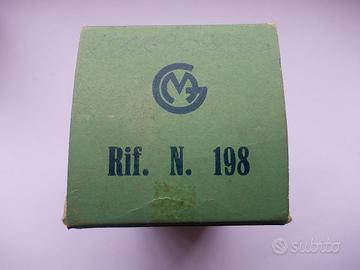 Rif. N. 198
subito